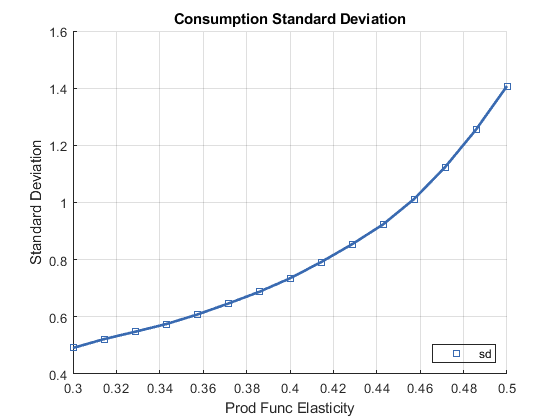 Consumption Standard Deviation
1.6
1.4
1.2
1
0.8
0.6
0.4
Standard Deviation
0.3 0.32 0.34 0.36 0.38 0.4 0.42 0.44 0.46 0.48 0.5
Prod Func Elasticity
sd